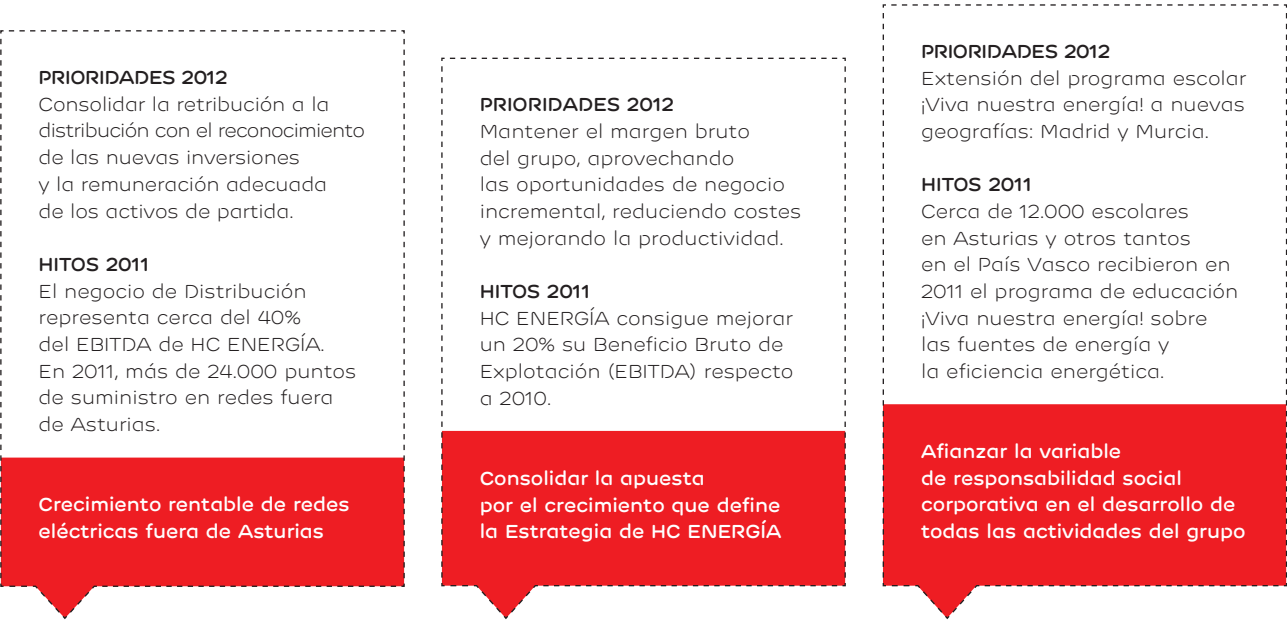 PRIORIDADES 2012
Consolidar la retribución a la
distribución con el reconocimiento
de las nuevas inversiones
y la remuneración adecuada
de los activos de partida.
HITOS 2011
El negocio de Distribución
representa cerca del 40%
del EBITDA de HC ENERGÍA.
En 2011, más de 24.000 puntos
de suministro en redes fuera
de Asturias.
Crecimiento rentable de redes
eléctricas fuera de Asturias
PRIORIDADES 2012
Mantener el margen bruto
del grupo, aprovechando
las oportunidades de negocio
incremental, reduciendo costes
y mejorando la productividad.
HITOS 2011
HC ENERGÍA consigue mejorar
un 20% su Beneficio Bruto de
Explotación (EBITDA) respecto
a 2010.
Consolidar la apuesta
por el crecimiento que define
la Estrategia de HC ENERGÍA
PRIORIDADES 2012
Extensión del programa escolar
¡Viva nuestra energía! a nuevas
geografías: Madrid y Murcia.
HITOS 2011
Cerca de 12.000 escolares
en Asturias y otros tantos
en el País Vasco recibieron en
2011 el programa de educación
¡Viva nuestra energía! sobre
las fuentes de energía y
la eficiencia energética.
Afianzar la variable
de responsabilidad social
corporativa en el desarrollo de
todas las actividades del grupo